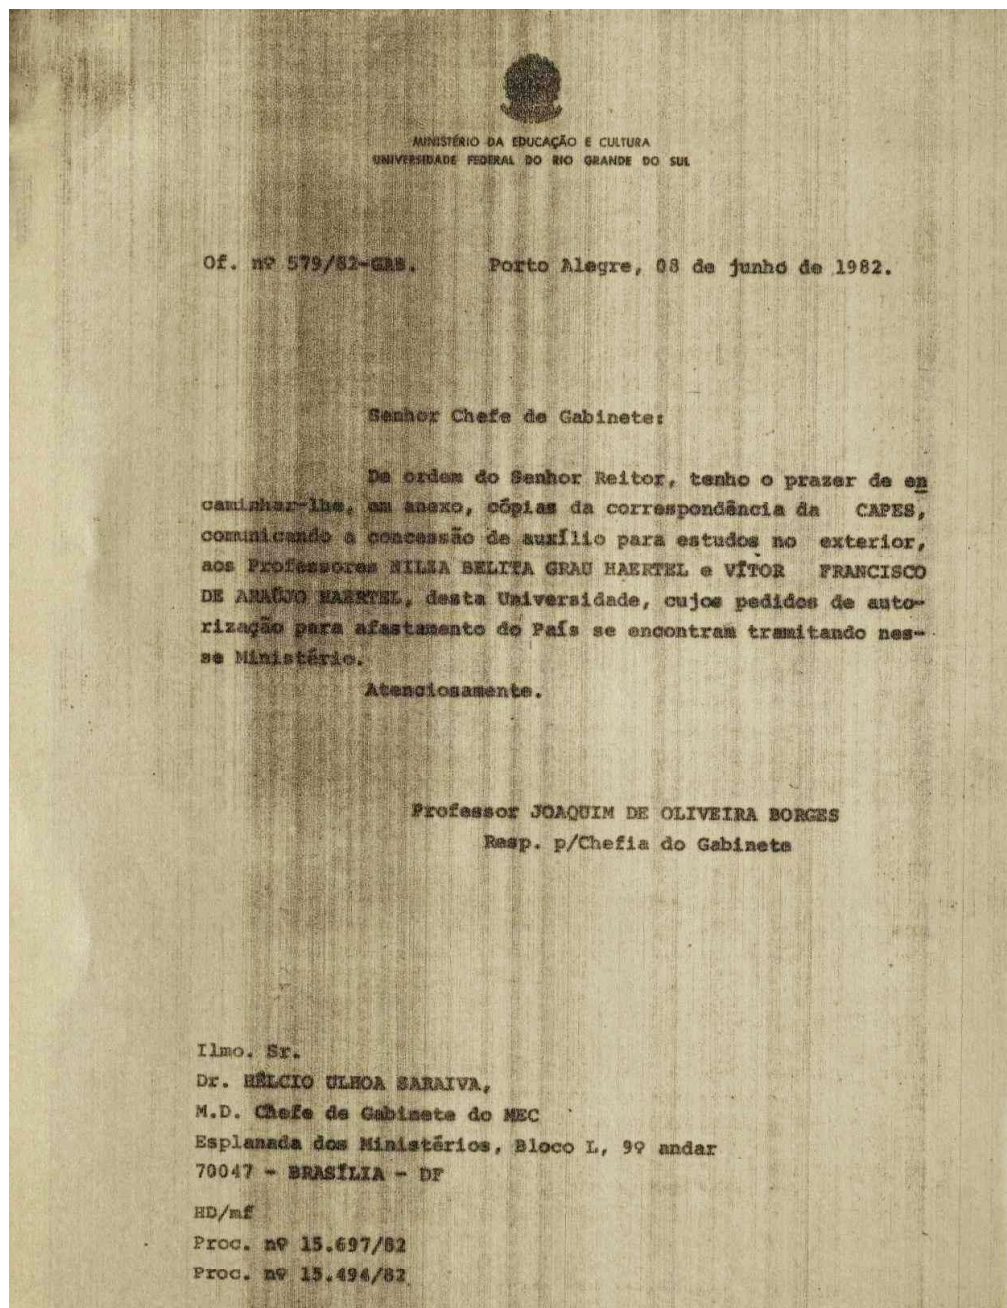 MINISTÉRIO DA EDUCAÇÃO E CULTURA
UNIVERSIDADE FEDERAL DO RIO GRANDE DO SUL
Of. nº 579/82-GAB. Porto Alegre, 08 de junho de 1982.
Senhor Chefe de Gabinete:
De ordem do Senhor Reitor, tenho o prazer de en
caminhar-lhe, em anexo, cópias da correspondência da CAPES,
comunicando a concessão de auxílio para estudos no exterior,
aos Professores NILZA BELITA GRAU HAERTEL e VÍTOR FRANCISCO
DE ARAÚJO HAERTEL, desta Universidade, cujos pedidos de auto-
rização para afastamento do País se encontram tramitando nes-
se Ministério.
Atenciosamente.
Professor JOAQUIM DE OLIVEIRA BORGES
Resp. p/Chefia do Gabinete
Ilmo. Sr.
Dr. HÉLCIO ULHOA SARAIVA,
M.D. Chefe de Gabinete do MEC
Esplanada dos Ministérios, Bloco L, 9º andar
70047 - BRASÍLIA - DF
HD/mf
Proc. nº 15.697/82
Proc. nº 15.494/82